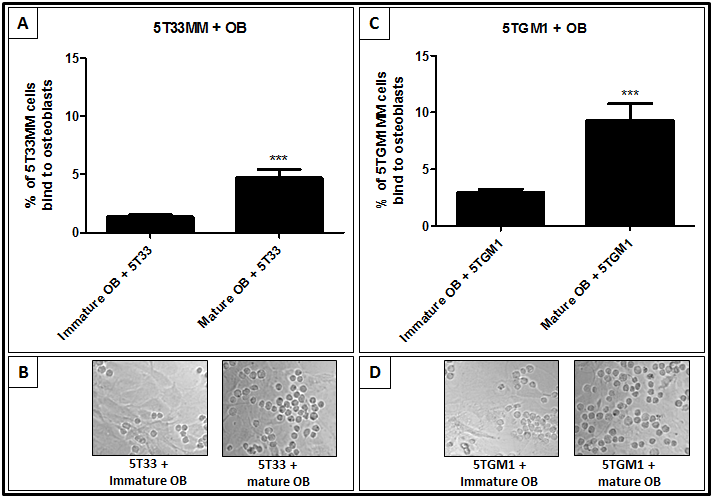 A
5T33MM + OB
% of 5T33MM cells
bind to osteoblasts
15
10
5
0
***
Immature OB + 5T33
Mature OB + 5T33
C
5TGM1 + OB
% of 5TGM1MM cells
bind to osteoblasts
15
10
5
0
***
Immature OB + 5TGM1
Mature OB + 5TGM1
B
5T33 +
Immature OB
5T33 +
mature OB
D
5TGM1 +
Immature OB
5TGM1 +
mature OB